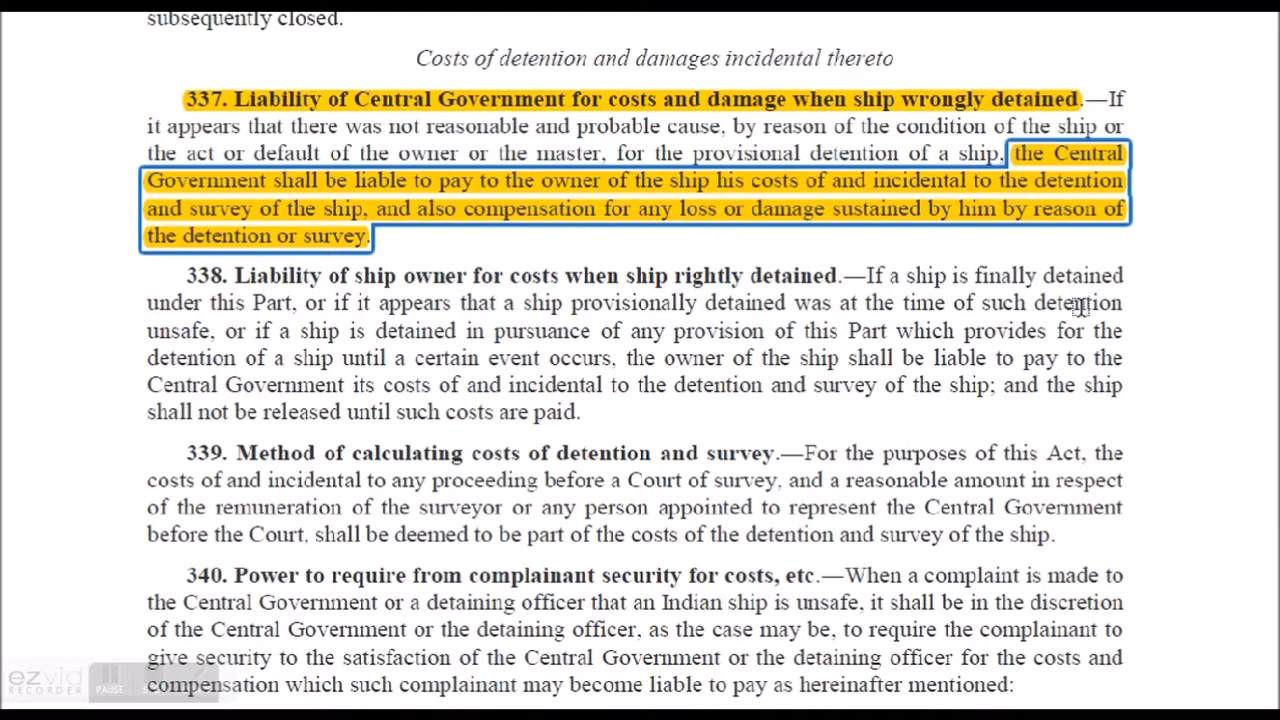 subsequently closed.
Costs of detention and damages incidental thereto
337. Liability of Central Government for costs and damage when ship wrongly detained.—If
it appears that there was not reasonable and probable cause, by reason of the condition of the ship or
the act or default of the owner or the master, for the provisional detention of a ship, the Central
Government shall be liable to pay to the owner of the ship his costs of and incidental to the detention
and survey of the ship, and also compensation for any loss or damage sustained by him by reason of
the detention or survey.
338. Liability of ship owner for costs when ship rightly detained.—If a ship is finally detained
under this Part, or if it appears that a ship provisionally detained was at the time of such detention
unsafe, or if a ship is detained in pursuance of any provision of this Part which provides for the
detention of a ship until a certain event occurs, the owner of the ship shall be liable to pay to the
Central Government its costs of and incidental to the detention and survey of the ship; and the ship
shall not be released until such costs are paid.
339. Method of calculating costs of detention and survey.—For the purposes of this Act, the
costs of and incidental to any proceeding before a Court of survey, and a reasonable amount in respect
of the remuneration of the surveyor or any person appointed to represent the Central Government
before the Court, shall be deemed to be part of the costs of the detention and survey of the ship.
340. Power to require from complainant security for costs, etc.—When a complaint is made to
the Central Government or a detaining officer that an Indian ship is unsafe, it shall be in the discretion
of the Central Government or the detaining officer, as the case may be, to require the complainant to
give security to the satisfaction of the Central Government or the detaining officer for the costs and
compensation which such complainant may become liable to pay as hereinafter mentioned:
ezvid
RECORDER
PAUSE